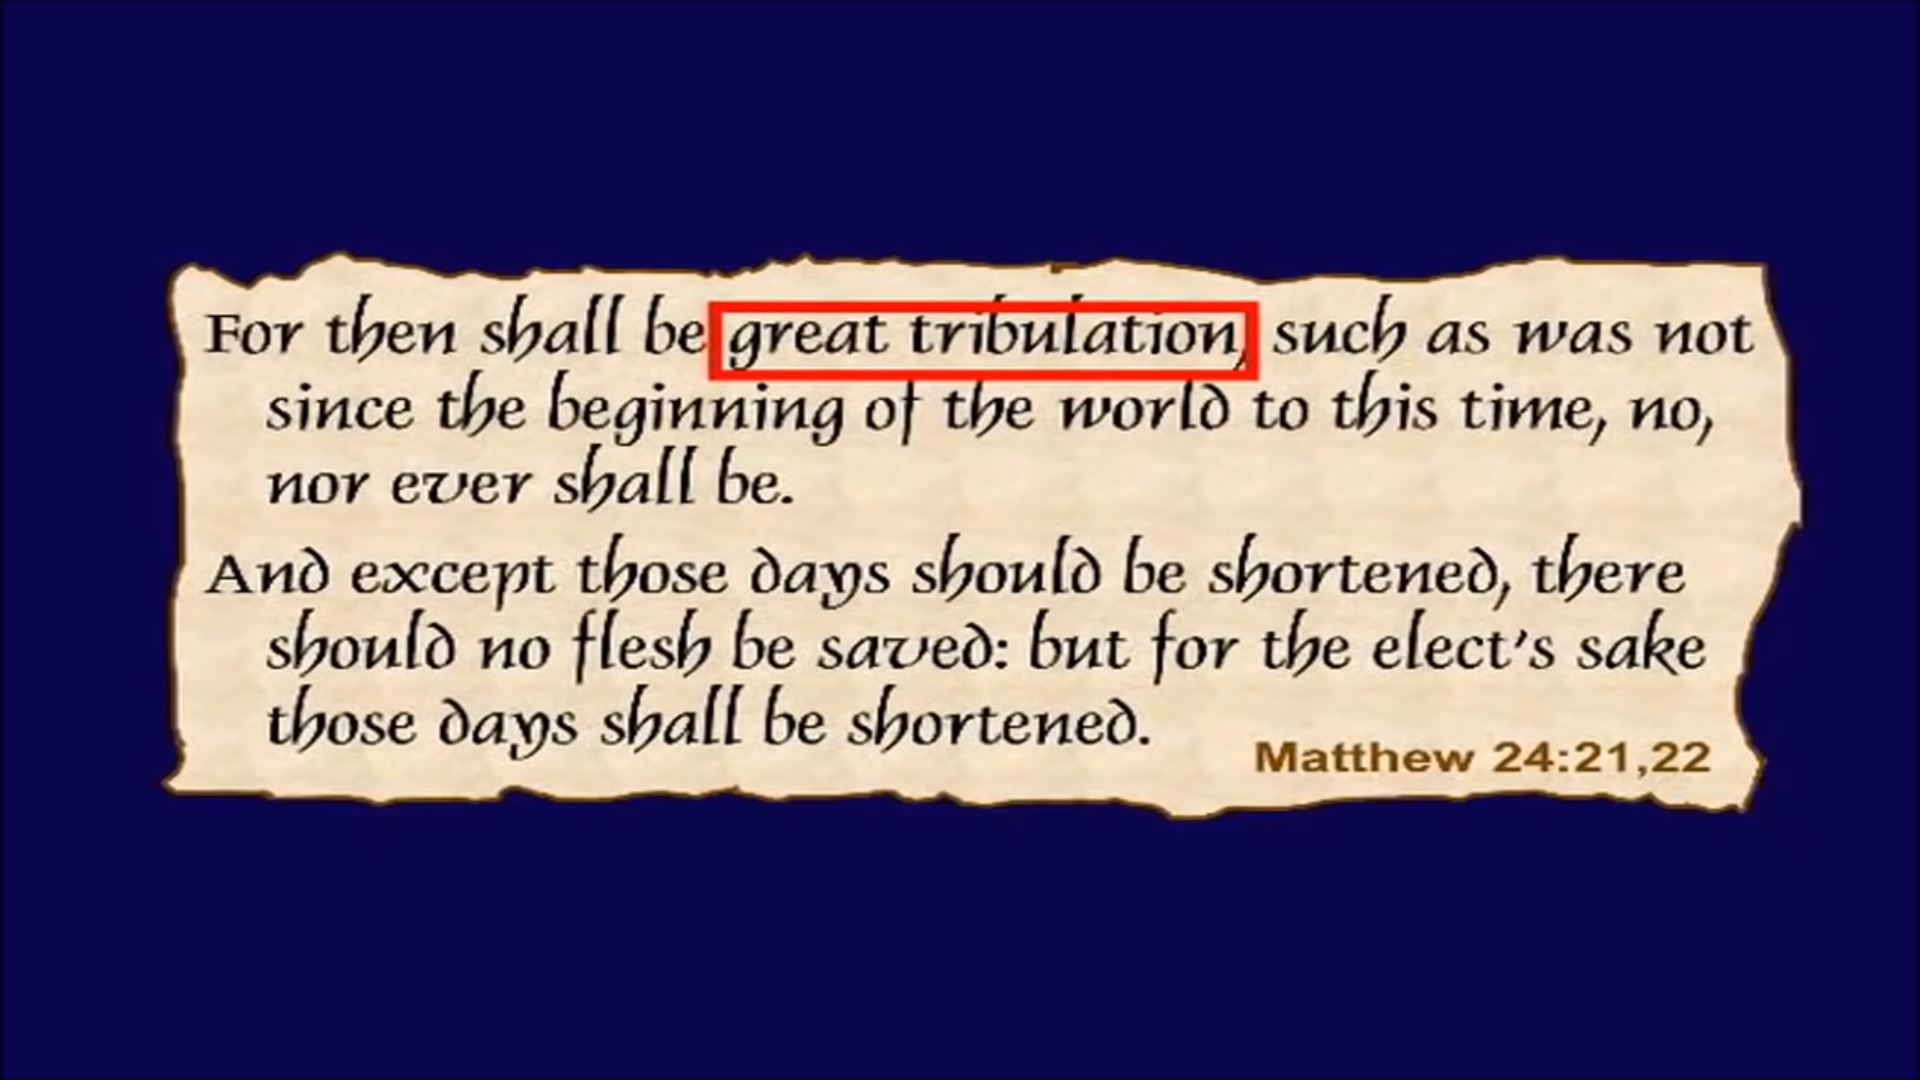 For then shall be great tribulation, such as was not
since the beginning of the world to this time, no,
nor ever shall be.
And except those days should be shortened, there
should no flesh be saved: but for the elect's sake
those days shall be shortened.
Matthew 24:21,22